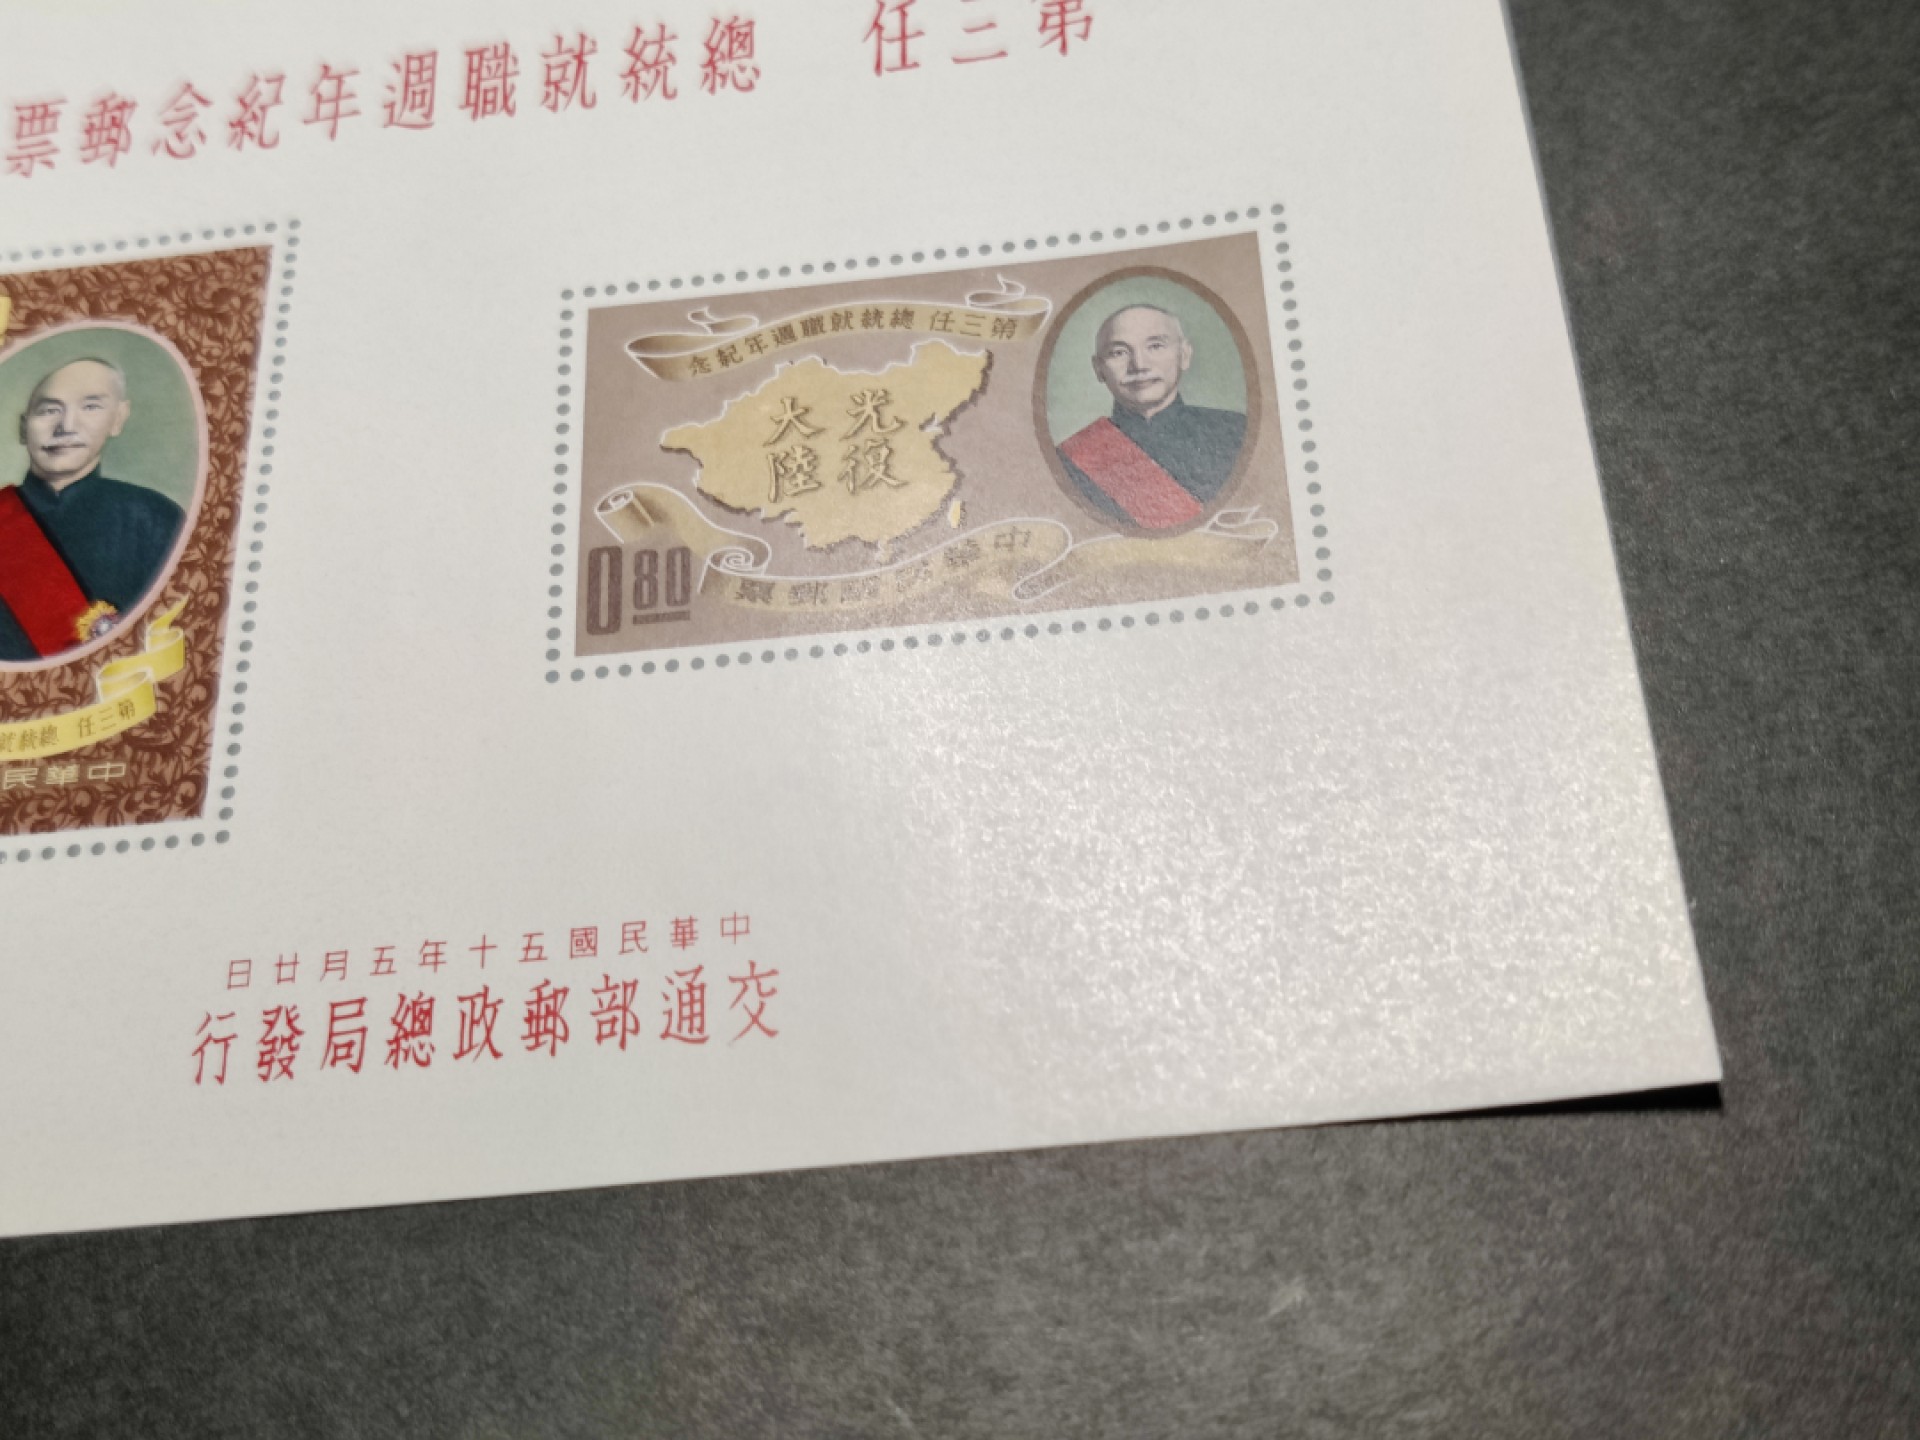 第三任 總統就職週年紀念郵票
第三任 總統就職週年紀念
光復
大陸
中華民國郵票
0.80
第三任 總統就
中華民
中華民國五十年五月廿日
交通部郵政總局發行